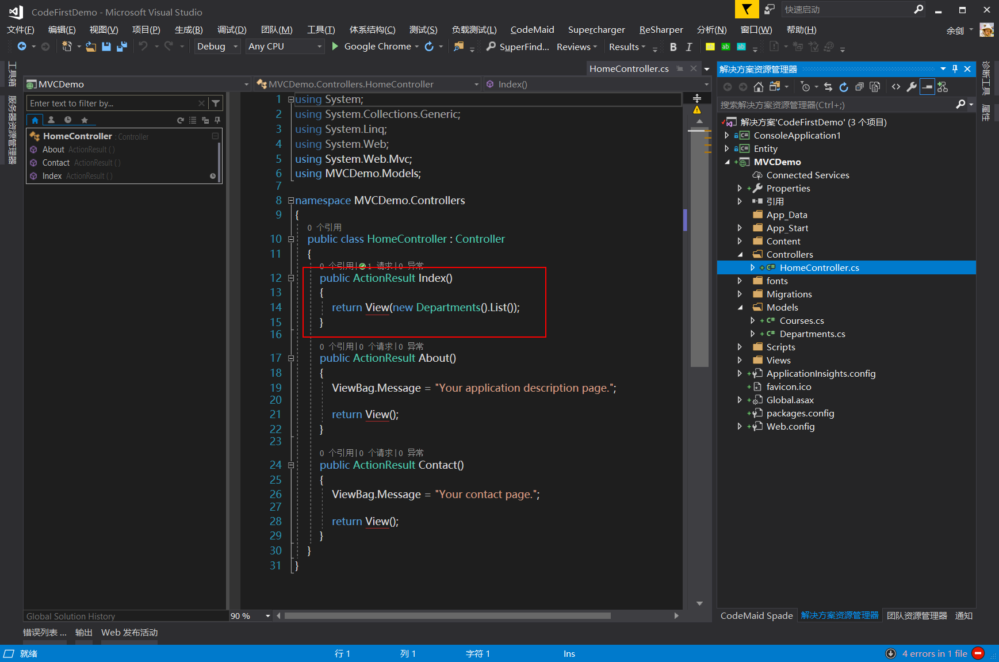 CodeFirstDemo - Microsoft Visual Studio
快速启动
文件(F) 编辑(E) 视图(V) 项目(P) 生成(B) 调试(D) 团队(M) 工具(T) 体系结构(C) 测试(S) 负载测试(L) CodeMaid Supercharger ReSharper 分析(N) 窗口(W) 帮助(H) 余剑
Debug Any CPU Google Chrome SuperFind... Reviews Results B I ab ab ab
工具箱
服务器资源管理器
HomeController.cs
MVCDemo MVCDemo.Controllers.HomeController Index()
Enter text to filter by...
HomeController : Controller
About ActionResult ( )
Contact ActionResult ( )
Index ActionResult ( )
Global Solution History
1 using System;
2 using System.Collections.Generic;
3 using System.Linq;
4 using System.Web;
5 using System.Web.Mvc;
6 using MVCDemo.Models;
7
8 namespace MVCDemo.Controllers
9 {
0 个引用
10 public class HomeController : Controller
11 {
0 个引用|1 请求|0 异常
12 public ActionResult Index()
13 {
14 return View(new Departments().List());
15 }
16
0 个引用|0 个请求|0 异常
17 public ActionResult About()
18 {
19 ViewBag.Message = "Your application description page.";
20
21 return View();
22 }
23
0 个引用|0 个请求|0 异常
24 public ActionResult Contact()
25 {
26 ViewBag.Message = "Your contact page.";
27
28 return View();
29 }
30 }
31 }
90 %
解决方案资源管理器
搜索解决方案资源管理器(Ctrl+;)
解决方案'CodeFirstDemo' (3 个项目)
C# ConsoleApplication1
C# Entity
MVCDemo
Connected Services
Properties
引用
App_Data
App_Start
Content
Controllers
C# HomeController.cs
fonts
Migrations
Models
C# Courses.cs
C# Departments.cs
Scripts
Views
ApplicationInsights.config
favicon.ico
Global.asax
packages.config
Web.config
CodeMaid Spade 解决方案资源管理器 团队资源管理器 通知
诊断工具
属性
错误列表 ... 输出 Web 发布活动
就绪 行 1 列 1 字符 1 Ins 4 errors in 1 file